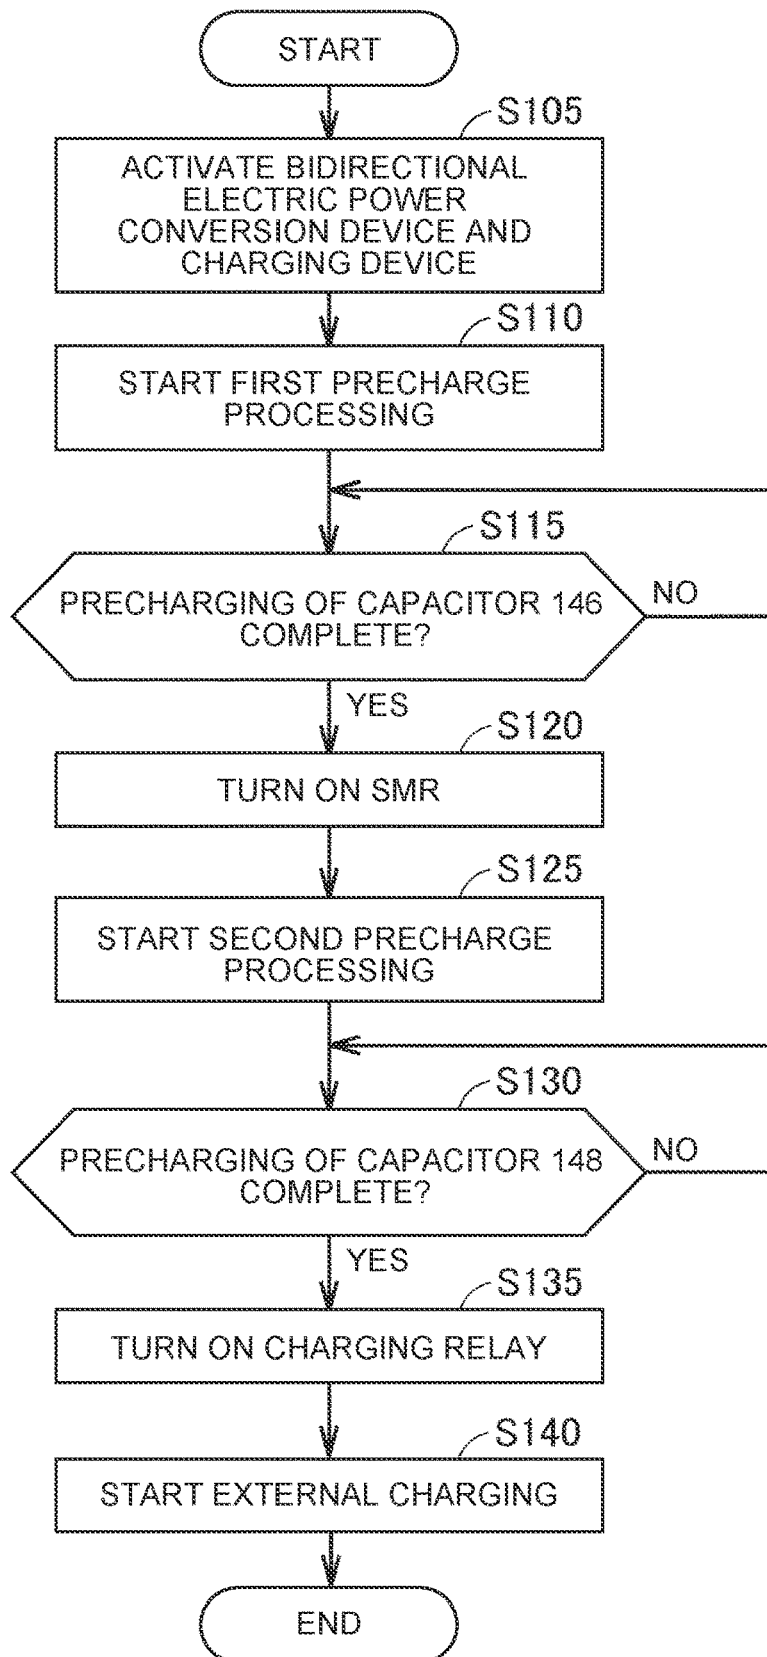 START
S105
ACTIVATE BIDIRECTIONAL
ELECTRIC POWER
CONVERSION DEVICE AND
CHARGING DEVICE
S110
START FIRST PRECHARGE
PROCESSING
S115
PRECHARGING OF CAPACITOR 146
COMPLETE?
NO
YES
S120
TURN ON SMR
S125
START SECOND PRECHARGE
PROCESSING
S130
PRECHARGING OF CAPACITOR 148
COMPLETE?
NO
YES
S135
TURN ON CHARGING RELAY
S140
START EXTERNAL CHARGING
END